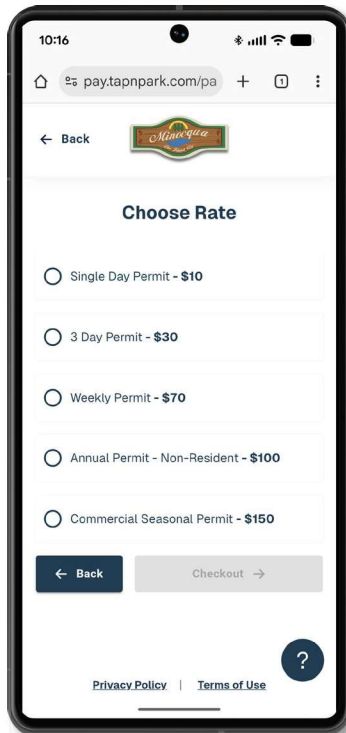 10:16
pay.tapnpark.com/pa
1
← Back
Minocqua
Choose Rate
Single Day Permit - $10
3 Day Permit - $30
Weekly Permit - $70
Annual Permit - Non-Resident - $100
Commercial Seasonal Permit - $150
← Back
Checkout →
?
Privacy Policy | Terms of Use